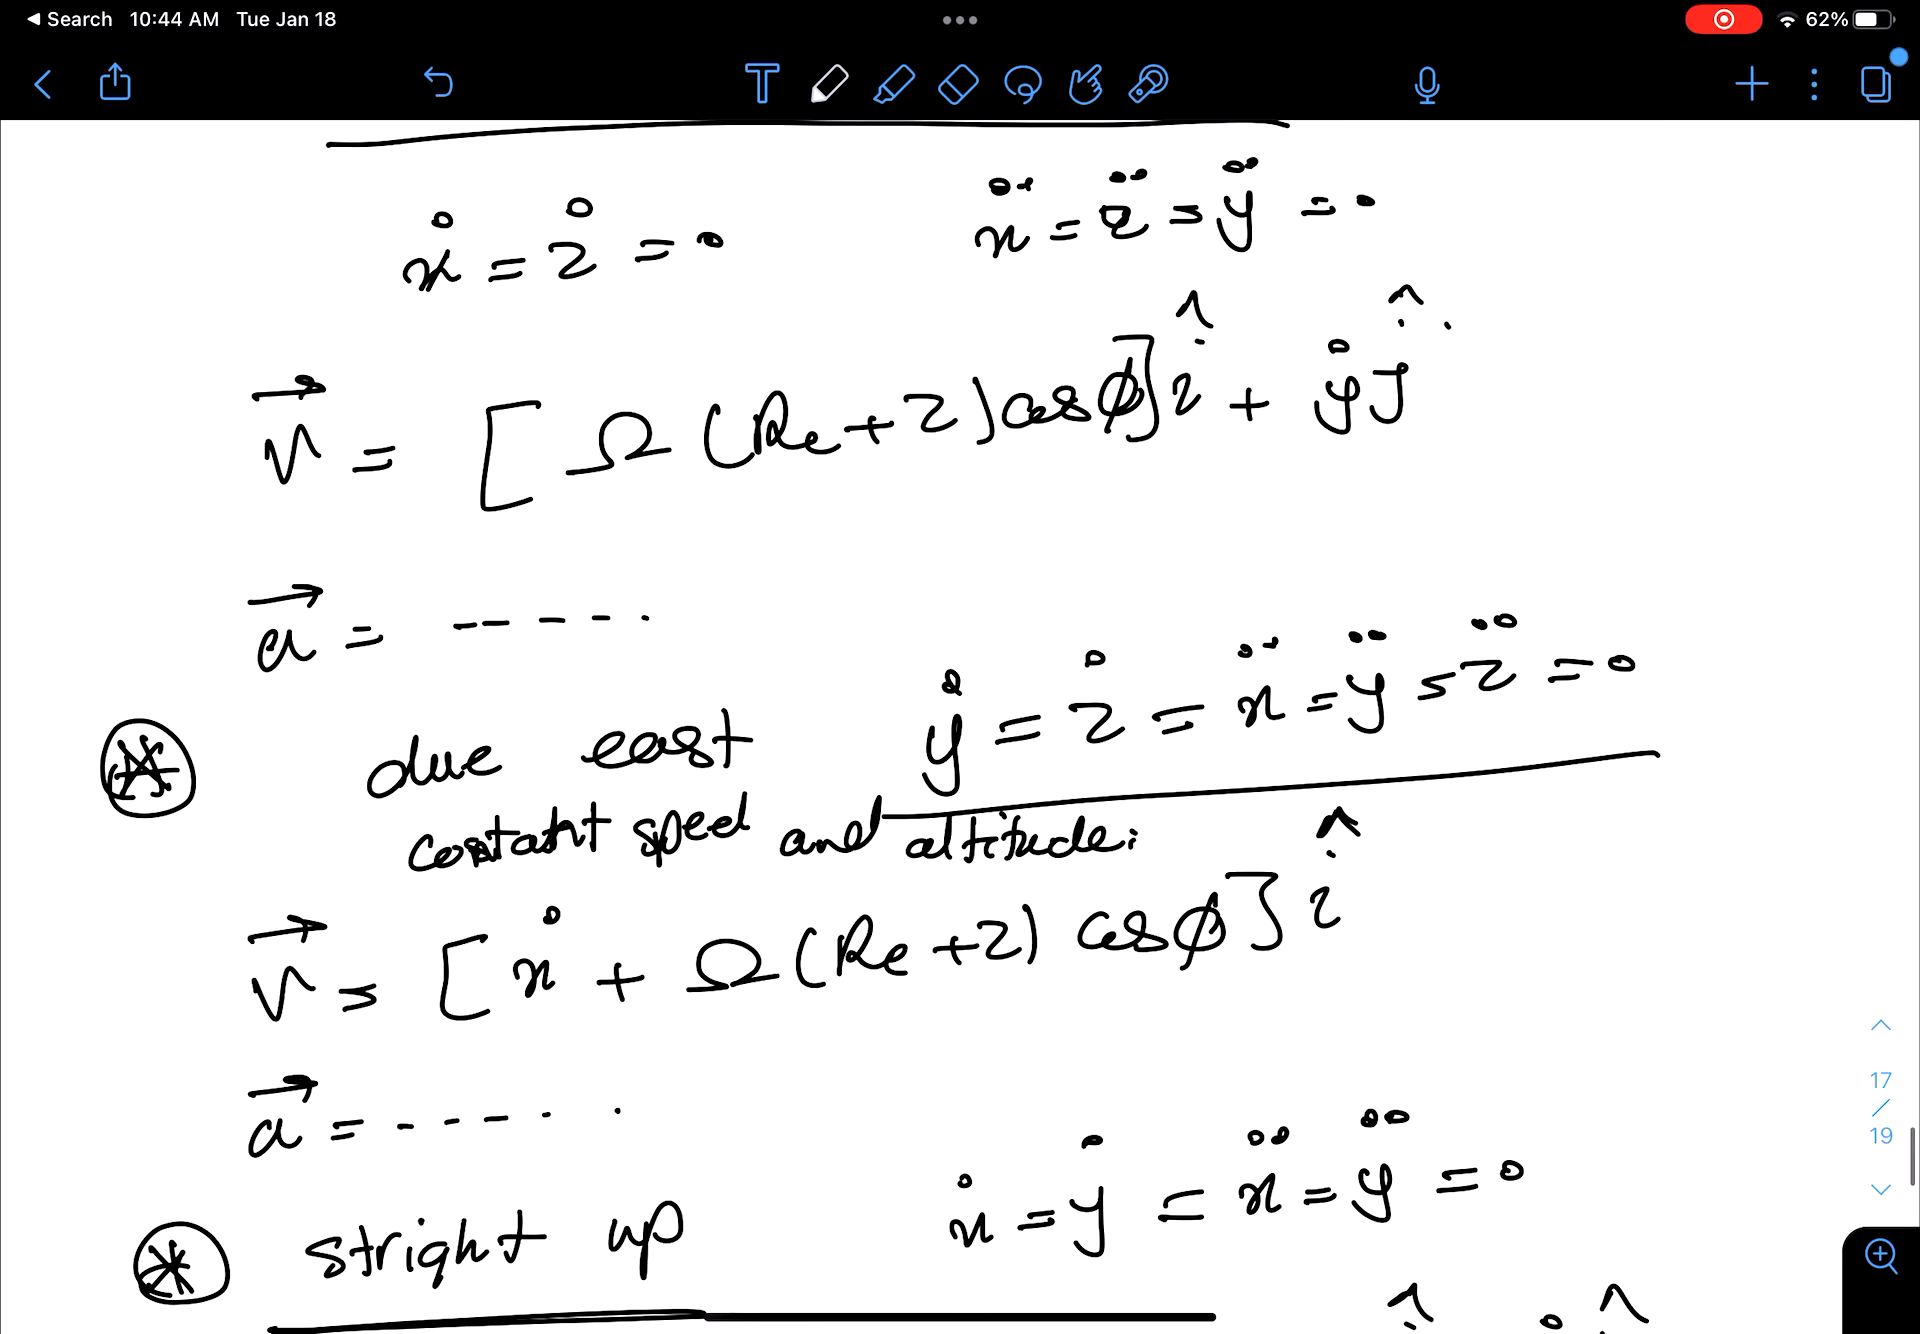 ◀ Search 10:44 AM Tue Jan 18 62%
T
ẋ = ż = 0 ẍ = z̈ = ÿ = 0
v⃗ = [Ω (Re + z) cos ϕ] î + ẏ ĵ
a⃗ = ------
due east ẏ = ż = ẍ = ÿ = z̈ = 0
constant speed and altitude:
v⃗ = [ẋ + Ω (Re + z) cos ϕ] î
a⃗ = ------
stright up ẋ = ẏ = ẍ = ÿ = 0
17
/
19